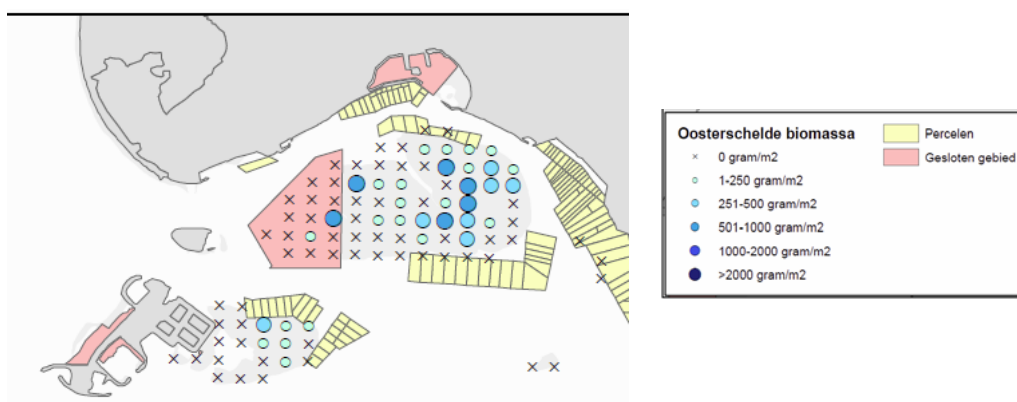 Oosterschelde biomassa
0 gram/m2
1-250 gram/m2
251-500 gram/m2
501-1000 gram/m2
1000-2000 gram/m2
>2000 gram/m2
Percelen
Gesloten gebied